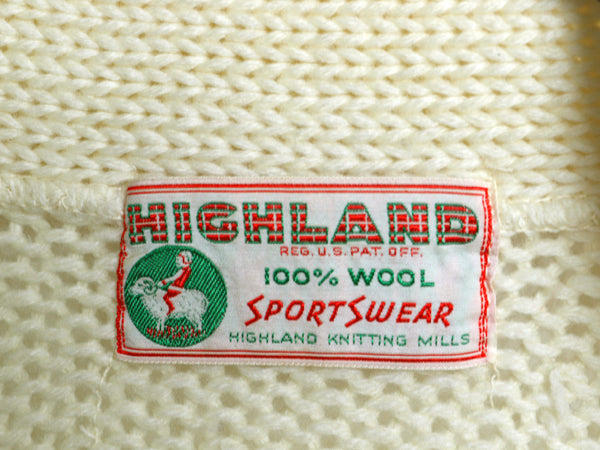 HIGHLAND
REG. U.S. PAT. OFF.
100% WOOL
SPORTSWEAR
HIGHLAND KNITTING MILLS